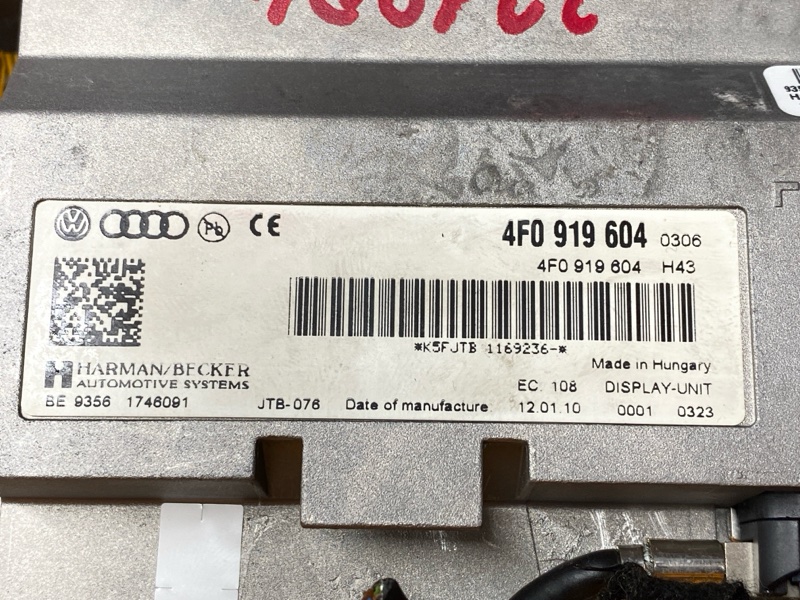 CE
4F0 919 604 0306
4F0 919 604 H43
*K5FJTB 1169236-*
HARMAN/BECKER
AUTOMOTIVE SYSTEMS
Made in Hungary
EC. 108 DISPLAY-UNIT
BE 9356 1746091 JTB-076 Date of manufacture 12.01.10 0001 0323